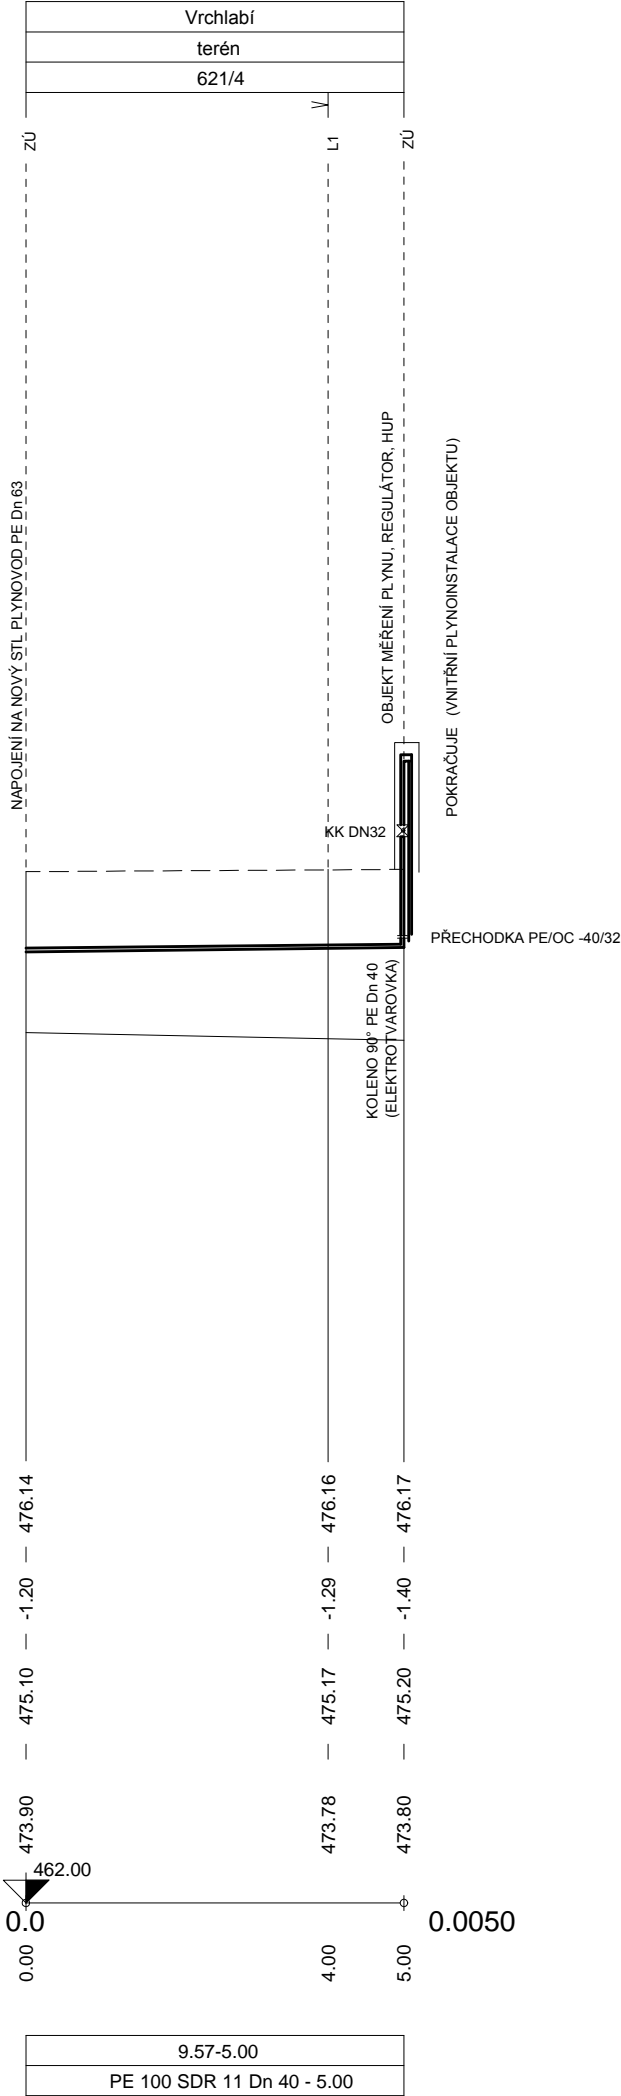 Vrchlabí
terén
621/4
ZÚ
L1
ZÚ
V
NAPOJENÍ NA NOVÝ STL PLYNOVOD PE Dn 63
OBJEKT MĚŘENÍ PLYNU, REGULÁTOR, HUP
POKRAČUJE (VNITŘNÍ PLYNOINSTALACE OBJEKTU)
KK DN32
PŘECHODKA PE/OC -40/32
KOLENO 90° PE Dn 40
(ELEKTROTVAROVKA)
476.14 476.16 476.17
-1.20 -1.29 -1.40
475.10 475.17 475.20
473.90 473.78 473.80
462.00
0.0 0.0050
0.00 4.00 5.00
9.57-5.00
PE 100 SDR 11 Dn 40 - 5.00